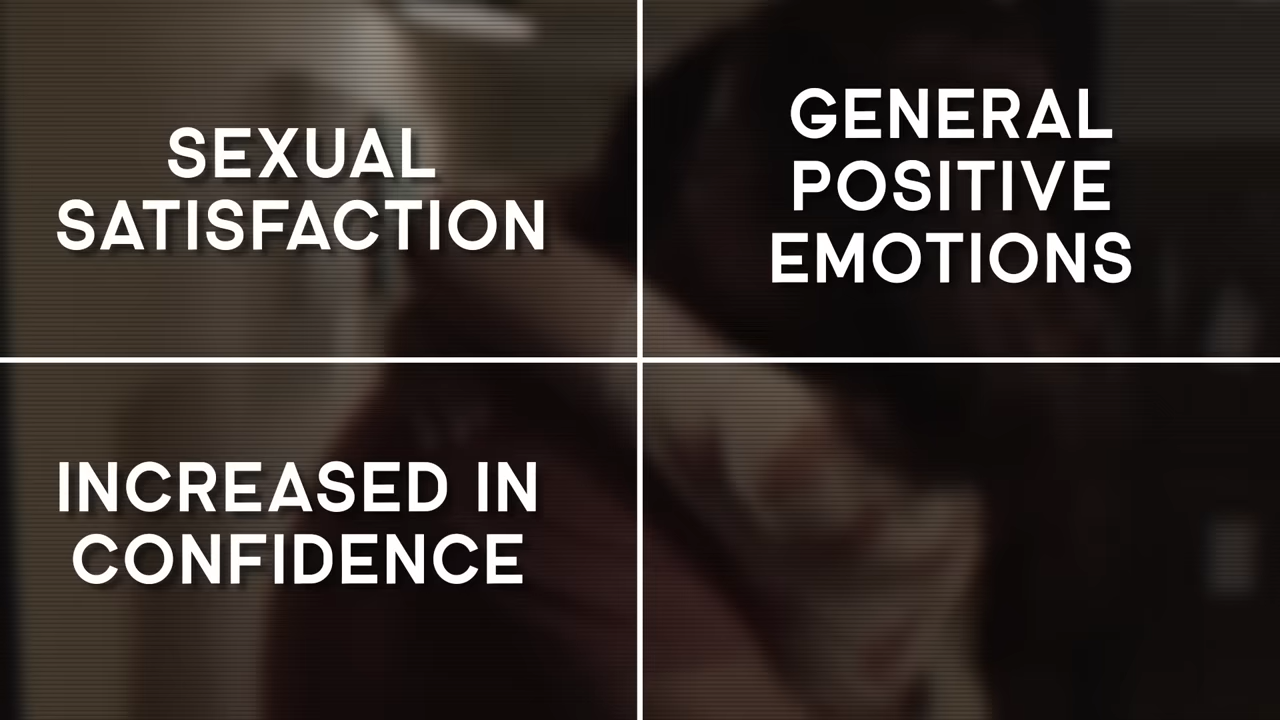 SEXUAL
SATISFACTION
GENERAL
POSITIVE
EMOTIONS
INCREASED IN
CONFIDENCE